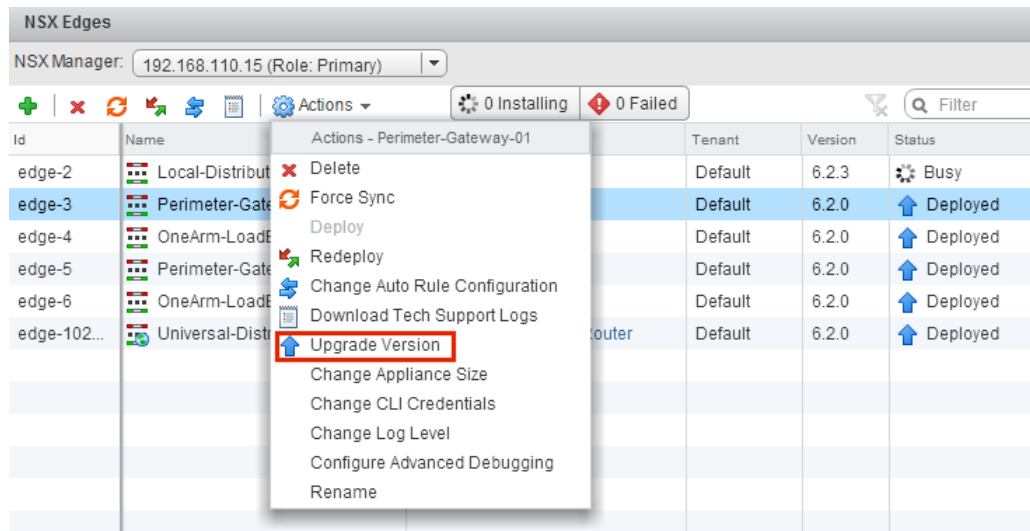 NSX Edges
NSX Manager: 192.168.110.15 (Role: Primary)
Actions 0 Installing 0 Failed Filter
Id Name Tenant Version Status
Actions - Perimeter-Gateway-01
Delete
Force Sync
Deploy
Redeploy
Change Auto Rule Configuration
Download Tech Support Logs
Upgrade Version
Change Appliance Size
Change CLI Credentials
Change Log Level
Configure Advanced Debugging
Rename
edge-2 Local-Distribut Default 6.2.3 Busy
edge-3 Perimeter-Gate Default 6.2.0 Deployed
edge-4 OneArm-Load Default 6.2.0 Deployed
edge-5 Perimeter-Gate Default 6.2.0 Deployed
edge-6 OneArm-Load Default 6.2.0 Deployed
edge-102... Universal-Dist outer Default 6.2.0 Deployed